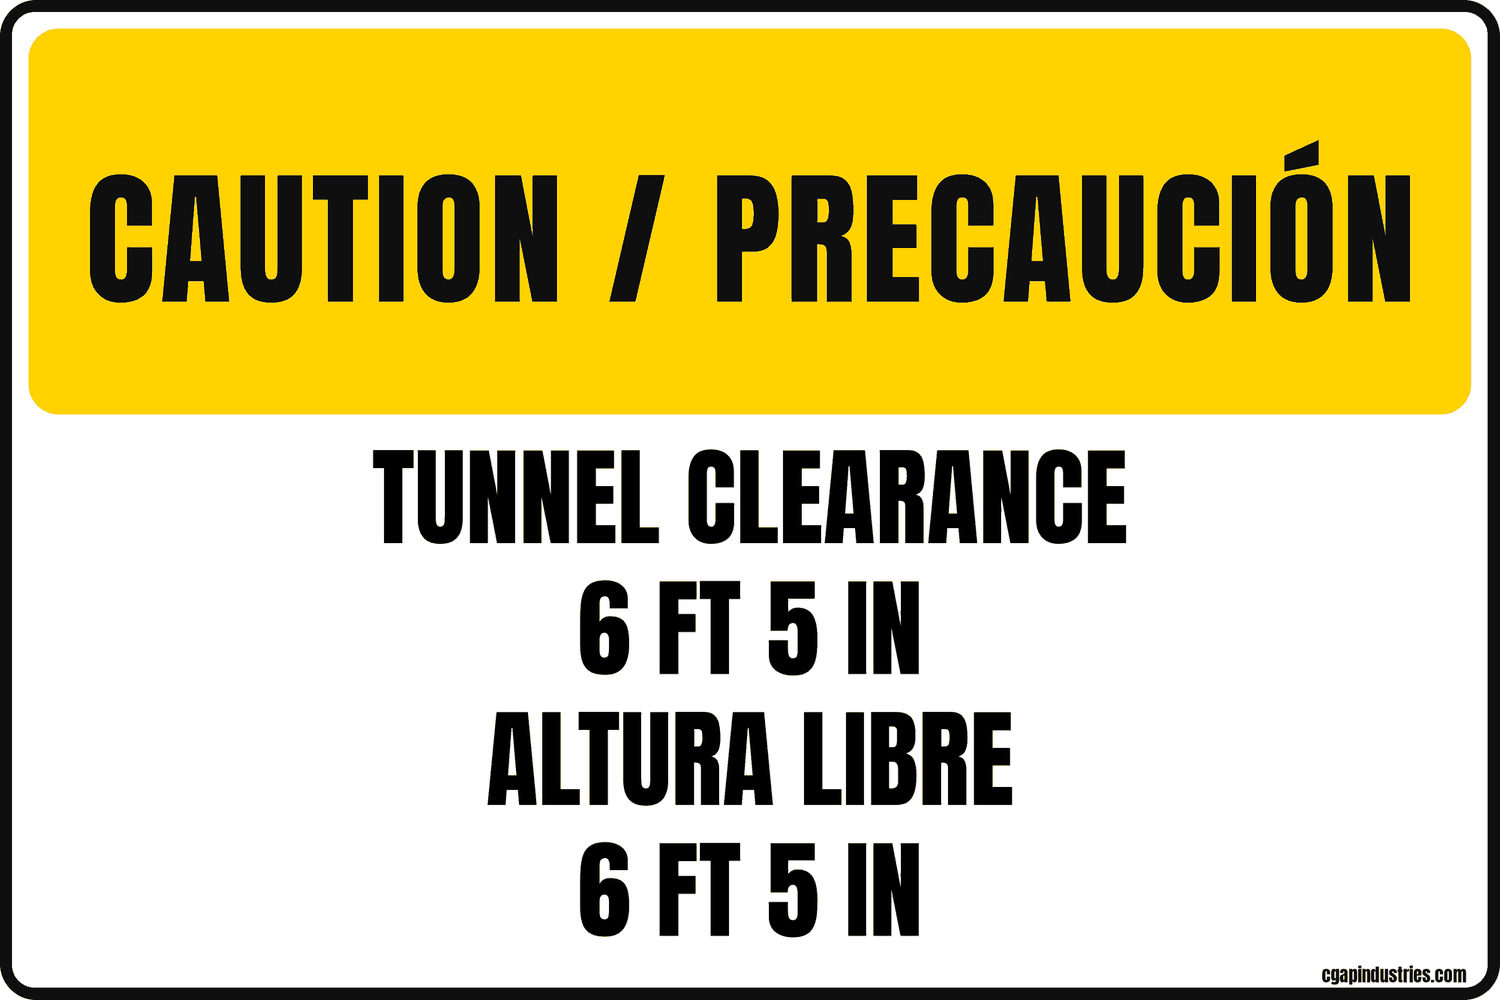 CAUTION / PRECAUCIÓN
TUNNEL CLEARANCE
6 FT 5 IN
ALTURA LIBRE
6 FT 5 IN
cgapindustries.com